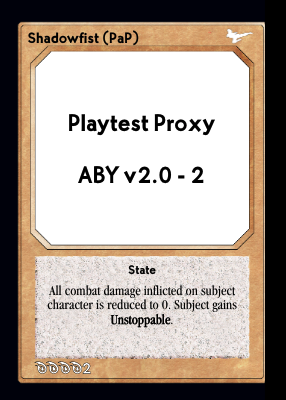 Shadowfist (PaP)
Playtest Proxy
ABY v2.0 - 2
State
All combat damage inflicted on subject
character is reduced to 0. Subject gains
Unstoppable.
2